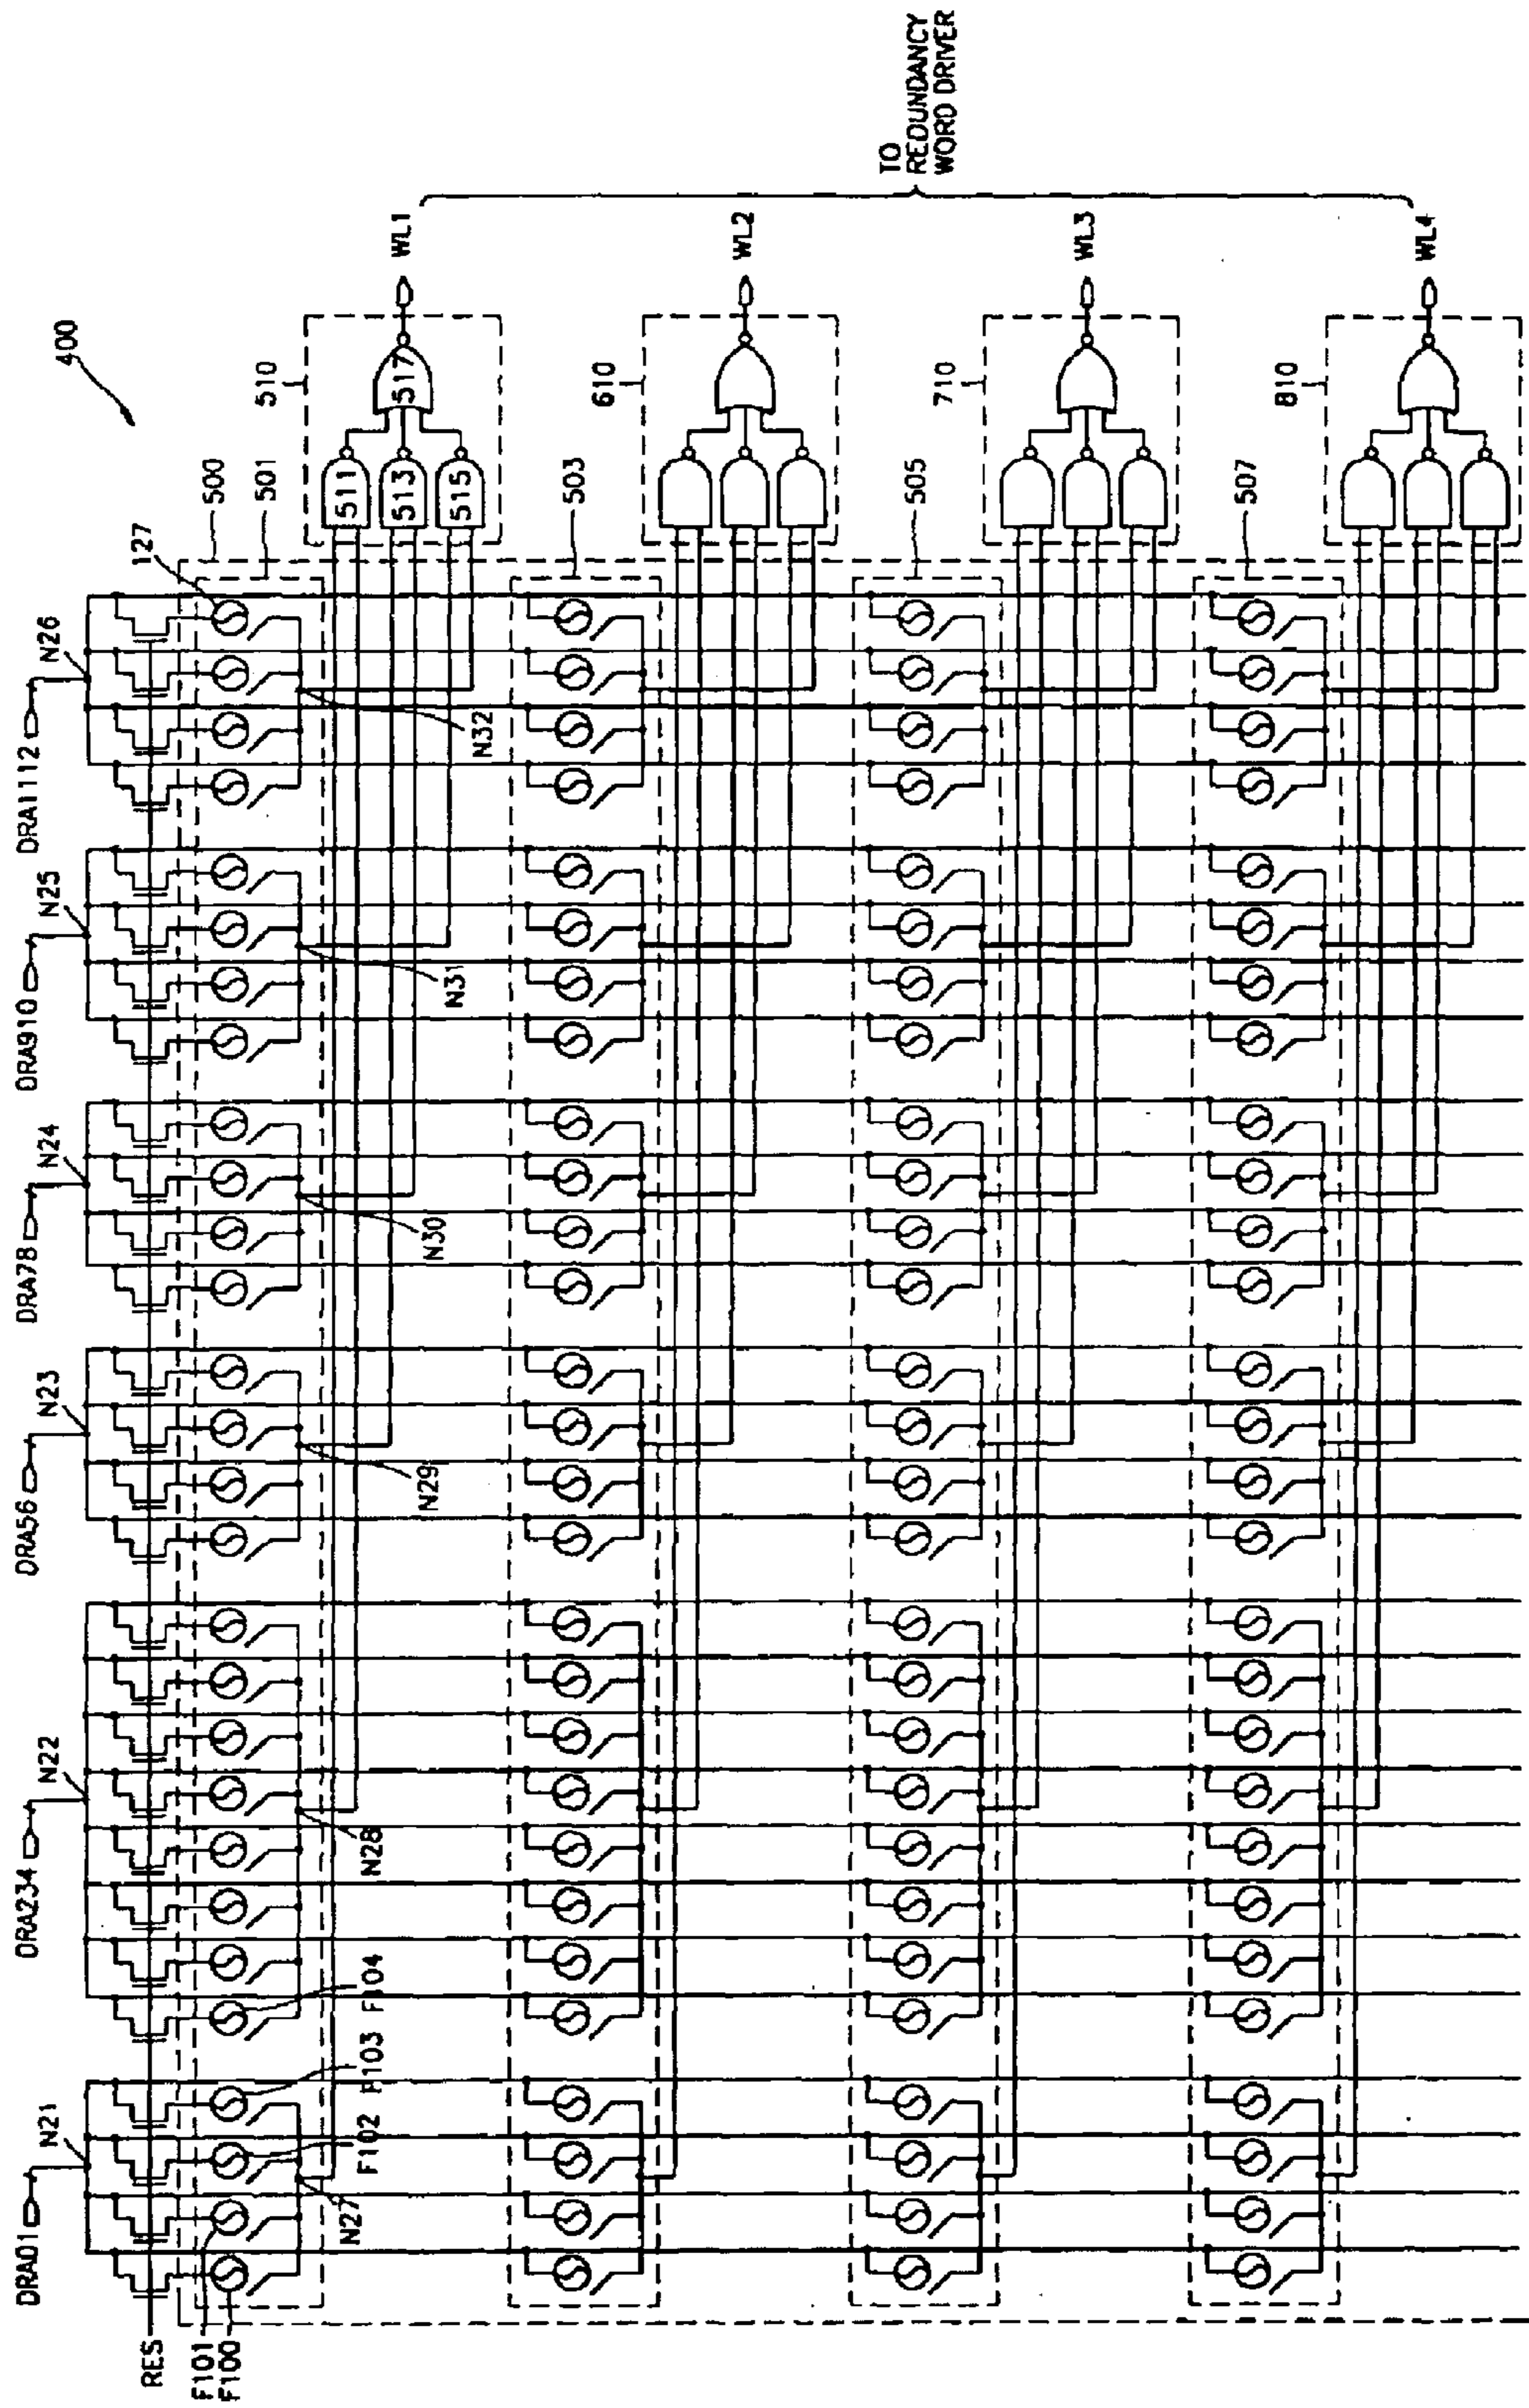 400
DRA01
DRA234
DRA56
DRA78
DRA910
DRA1112
N21
N22
N23
N24
N25
N26
127
500
501
RES
F101
F100
F102
F103
F104
N27
N28
N29
N30
N31
N32
510
511
513
515
517
WL1
503
610
WL2
TO
REDUNDANCY
WORD DRIVER
505
710
WL3
507
810
WL4